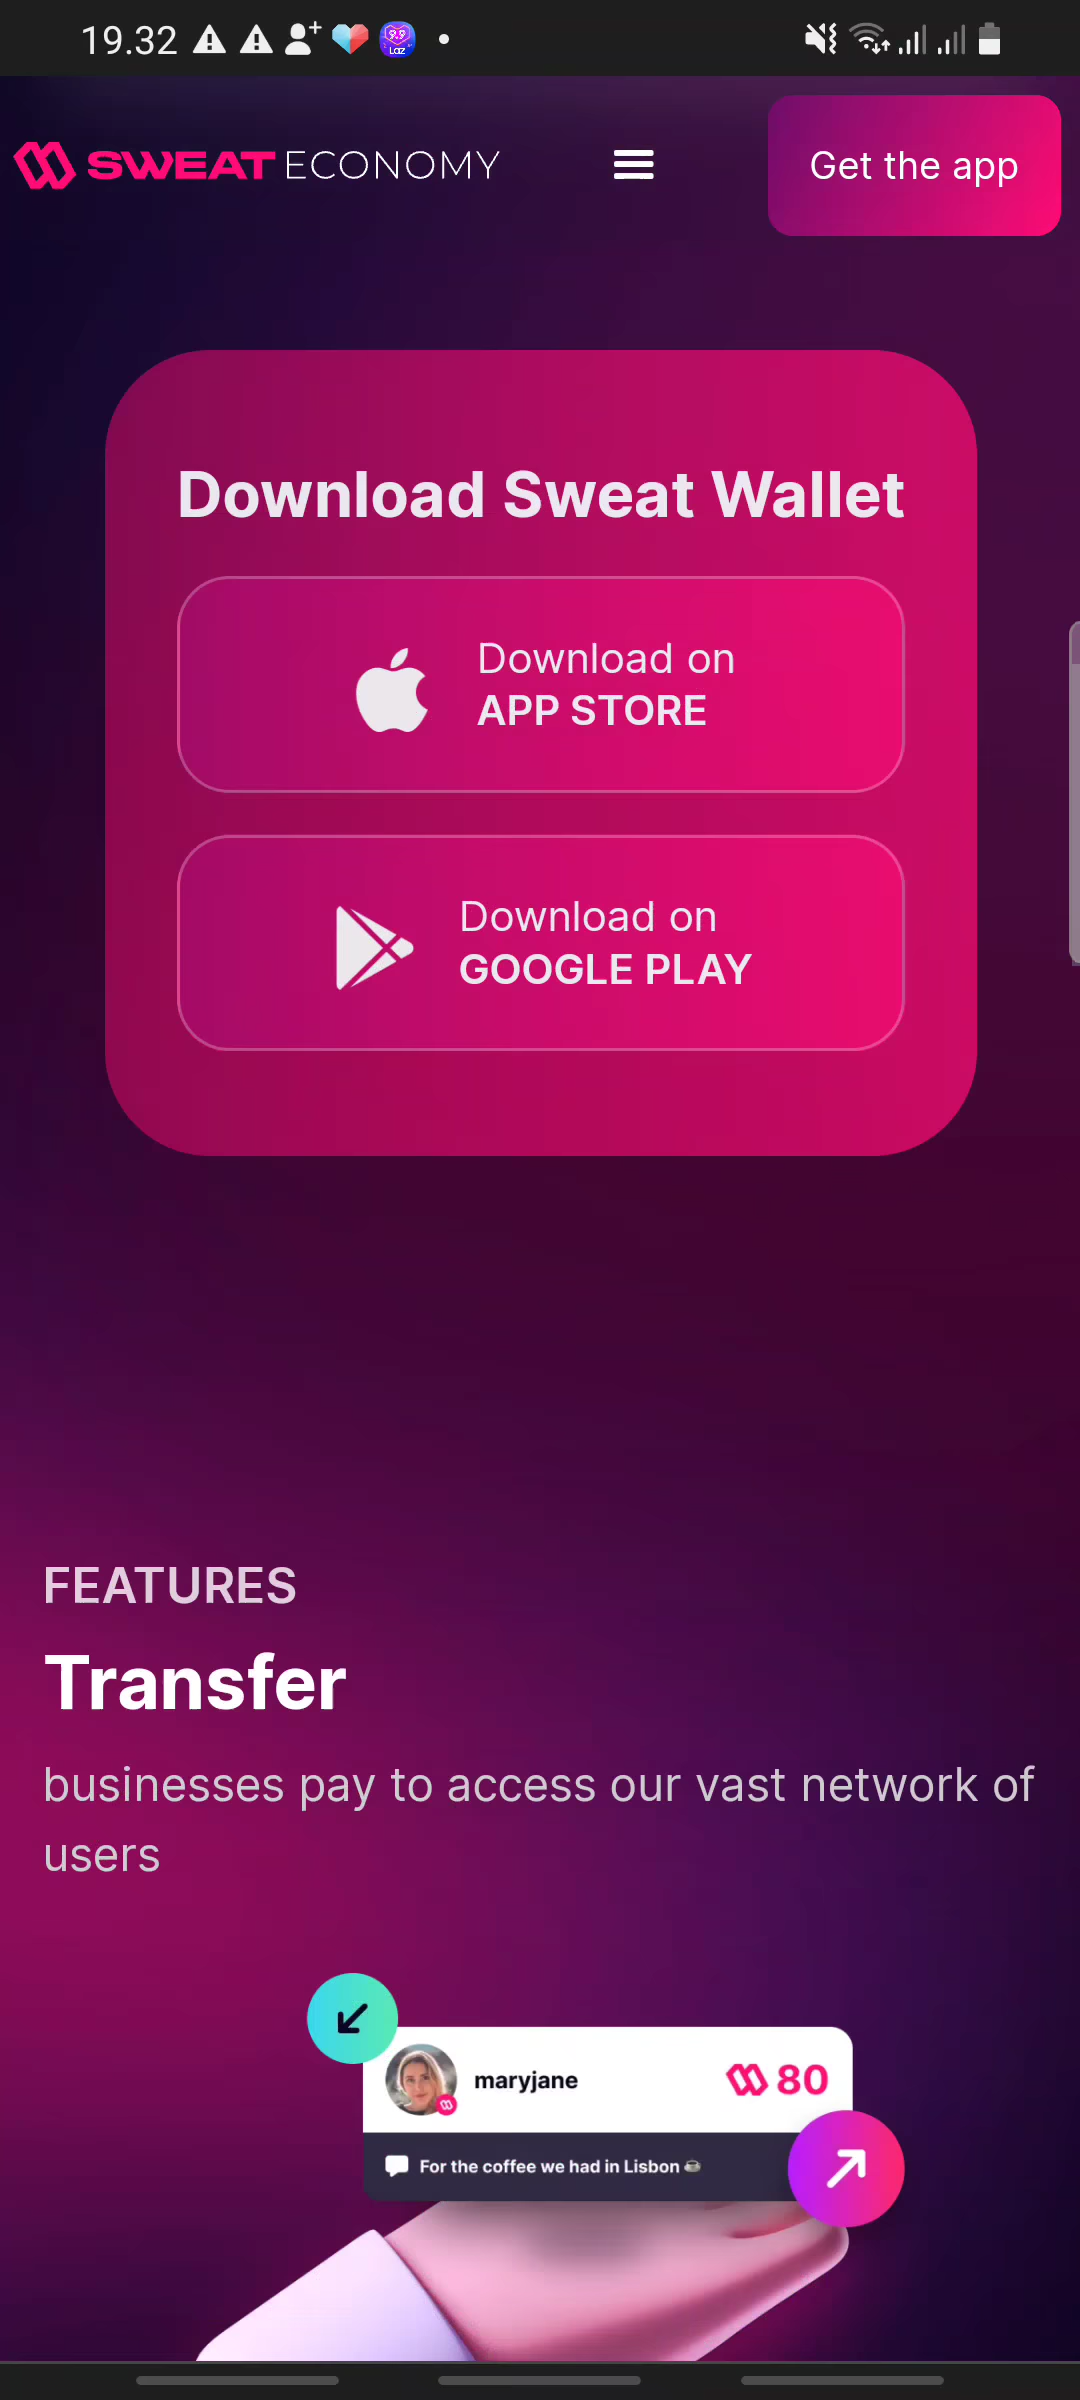 19.32
SWEAT ECONOMY
Get the app
Download Sweat Wallet
Download on
APP STORE
Download on
GOOGLE PLAY
FEATURES
Transfer
businesses pay to access our vast network of
users
maryjane
80
For the coffee we had in Lisbon ☕